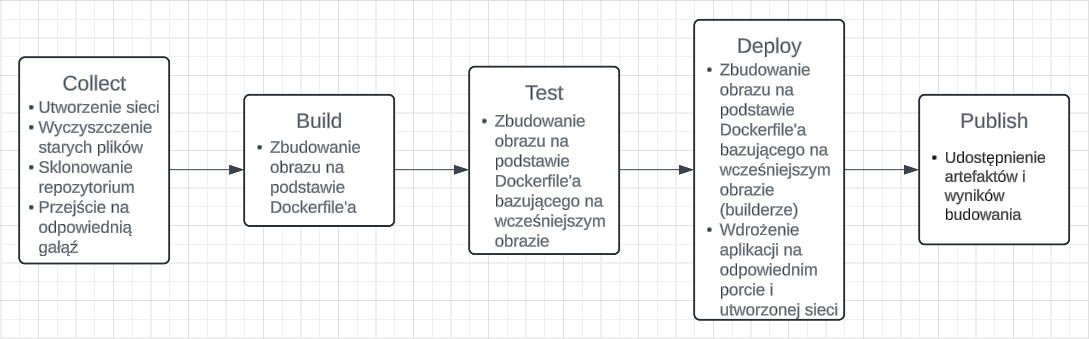 Collect
• Utworzenie sieci
• Wyczyszczenie
starych plików
• Sklonowanie
repozytorium
• Przejście na
odpowiednią
gałąź
Build
• Zbudowanie
obrazu na
podstawie
Dockerfile'a
Test
• Zbudowanie
obrazu na
podstawie
Dockerfile'a
bazującego na
wcześniejszym
obrazie
Deploy
• Zbudowanie
obrazu na
podstawie
Dockerfile'a
bazującego na
wcześniejszym
obrazie
(builderze)
• Wdrożenie
aplikacji na
odpowiednim
porcie i
utworzonej sieci
Publish
• Udostępnienie
artefaktów i
wyników
budowania